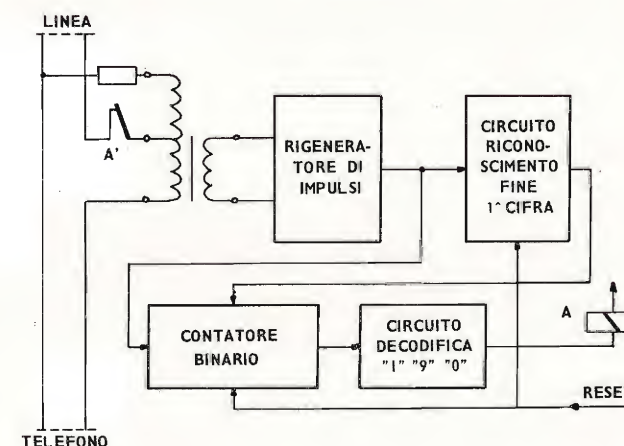 LINEA
A'
RIGENERA-
TORE DI
IMPULSI
CIRCUITO
RICONO-
SCIMENTO
FINE
1^ CIFRA
CONTATORE
BINARIO
CIRCUITO
DECODIFICA
"1" "9" "0"
A
RESE
TELEFONO